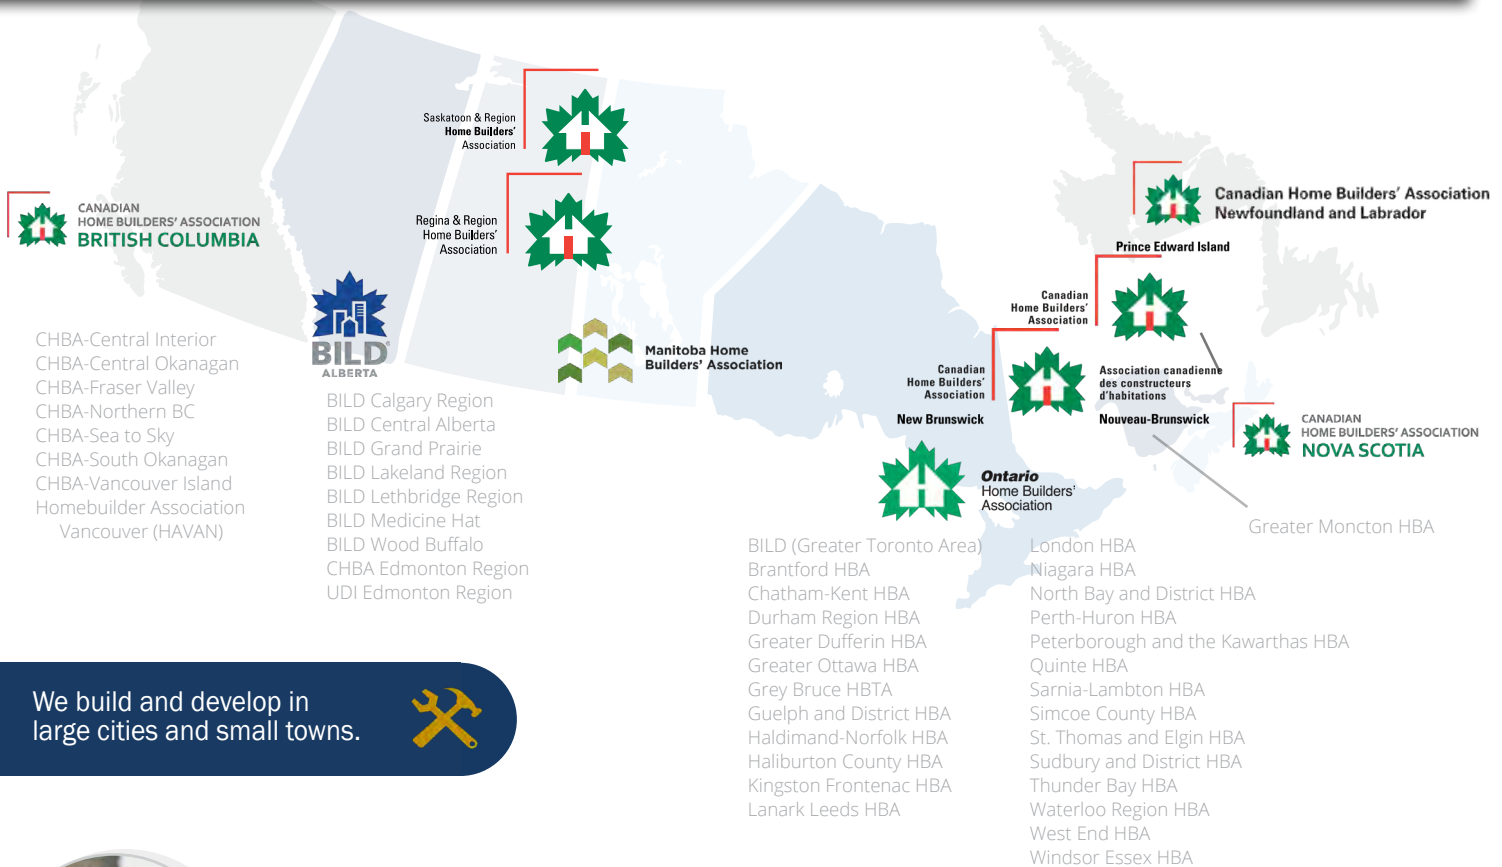 Saskatoon & Region
Home Builders'
Association
Regina & Region
Home Builders'
Association
CANADIAN
HOME BUILDERS' ASSOCIATION
BRITISH COLUMBIA
CHBA-Central Interior
CHBA-Central Okanagan
CHBA-Fraser Valley
CHBA-Northern BC
CHBA-Sea to Sky
CHBA-South Okanagan
CHBA-Vancouver Island
Homebuilder Association
Vancouver (HAVAN)
BILD®
ALBERTA
BILD Calgary Region
BILD Central Alberta
BILD Grand Prairie
BILD Lakeland Region
BILD Lethbridge Region
BILD Medicine Hat
BILD Wood Buffalo
CHBA Edmonton Region
UDI Edmonton Region
Manitoba Home
Builders' Association
Canadian Home Builders' Association
Newfoundland and Labrador
Prince Edward Island
Canadian
Home Builders'
Association
Canadian
Home Builders'
Association
New Brunswick
Association canadienne
des constructeurs
d'habitations
Nouveau-Brunswick
CANADIAN
HOME BUILDERS' ASSOCIATION
NOVA SCOTIA
Greater Moncton HBA
Ontario
Home Builders'
Association
BILD (Greater Toronto Area)
Brantford HBA
Chatham-Kent HBA
Durham Region HBA
Greater Dufferin HBA
Greater Ottawa HBA
Grey Bruce HBTA
Guelph and District HBA
Haldimand-Norfolk HBA
Haliburton County HBA
Kingston Frontenac HBA
Lanark Leeds HBA
London HBA
Niagara HBA
North Bay and District HBA
Perth-Huron HBA
Peterborough and the Kawarthas HBA
Quinte HBA
Sarnia-Lambton HBA
Simcoe County HBA
St. Thomas and Elgin HBA
Sudbury and District HBA
Thunder Bay HBA
Waterloo Region HBA
West End HBA
Windsor Essex HBA
We build and develop in
large cities and small towns.